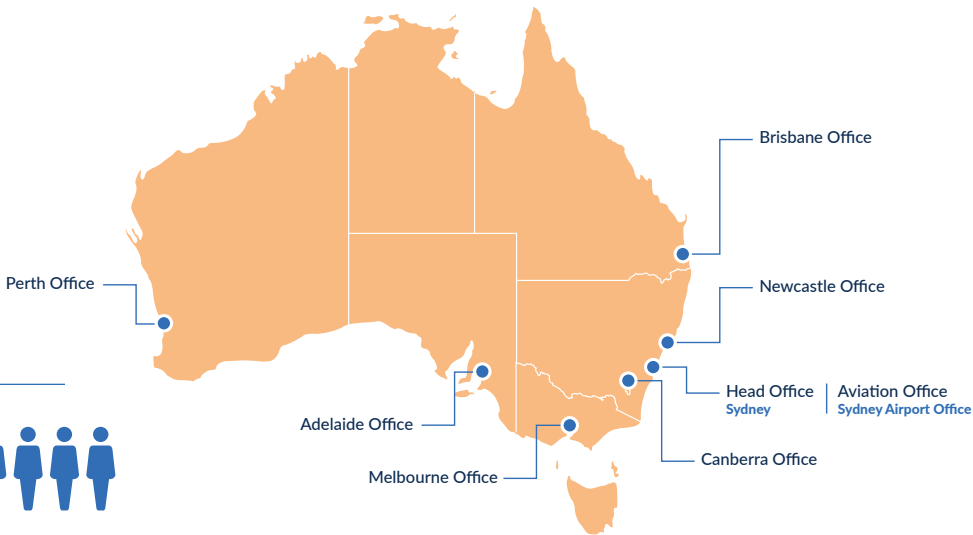 Brisbane Office
Perth Office
Newcastle Office
Head Office
Sydney
Aviation Office
Sydney Airport Office
Adelaide Office
Canberra Office
Melbourne Office